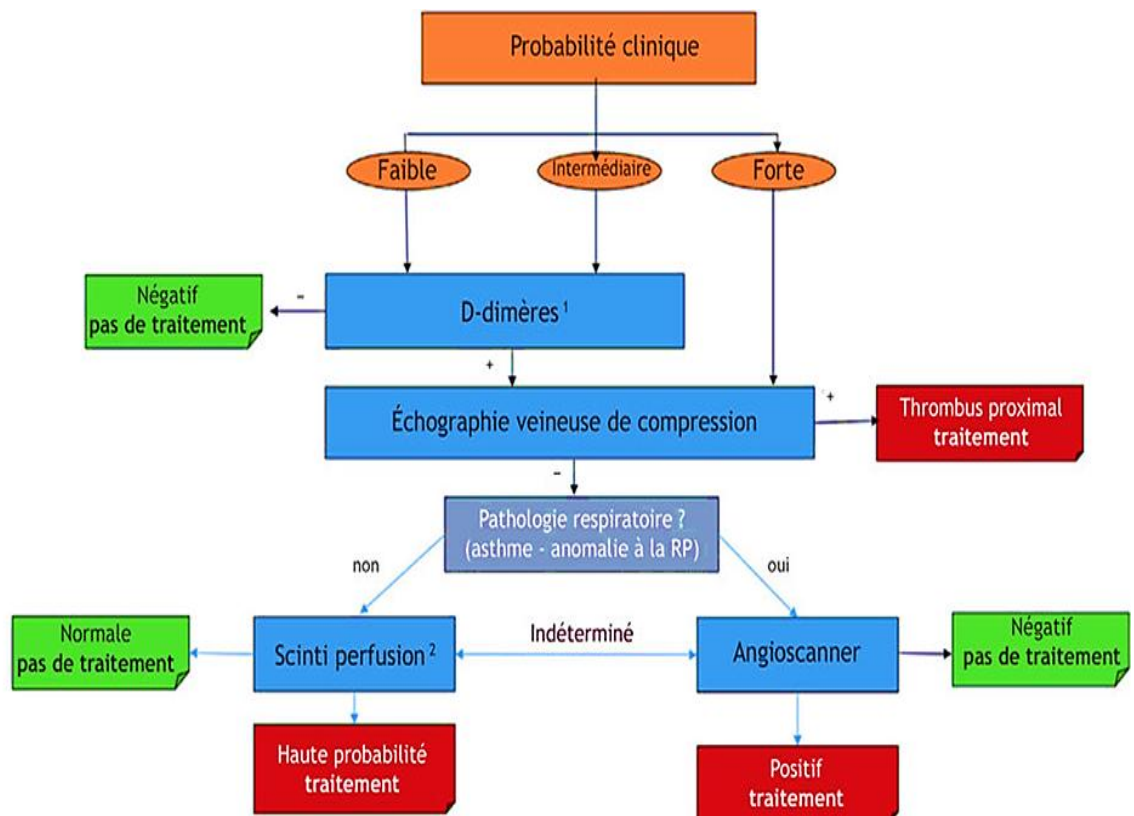 Probabilité clinique
Faible
Intermédiaire
Forte
Négatif
pas de traitement
-
D-dimères ¹
+
Échographie veineuse de compression
+
Thrombus proximal
traitement
-
Pathologie respiratoire ?
(asthme - anomalie à la RP)
non
oui
Normale
pas de traitement
Scinti perfusion ²
Indéterminé
Angioscanner
Négatif
pas de traitement
Haute probabilité
traitement
Positif
traitement